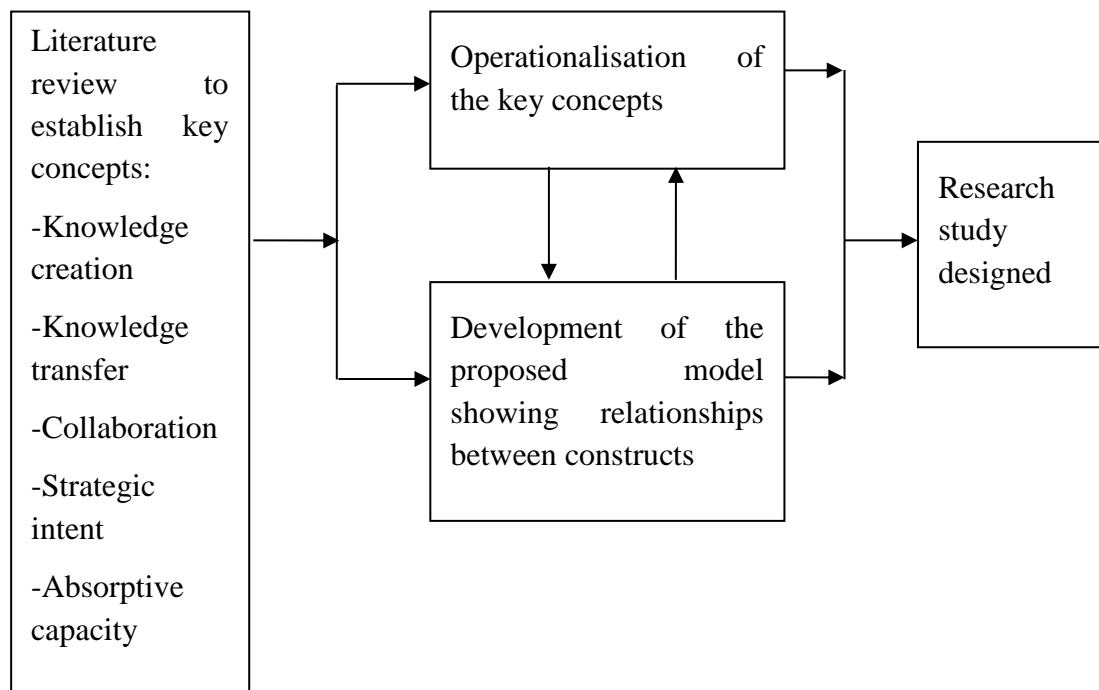 Literature
review to
establish key
concepts:
-Knowledge
creation
-Knowledge
transfer
-Collaboration
-Strategic
intent
-Absorptive
capacity
Operationalisation of
the key concepts
Development of the
proposed model
showing relationships
between constructs
Research
study
designed